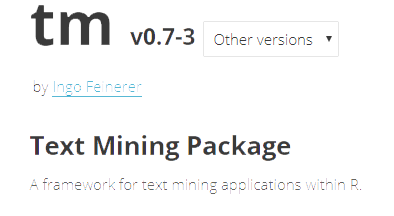 tm v0.7-3 Other versions
by Ingo Feinerer
Text Mining Package
A framework for text mining applications within R.